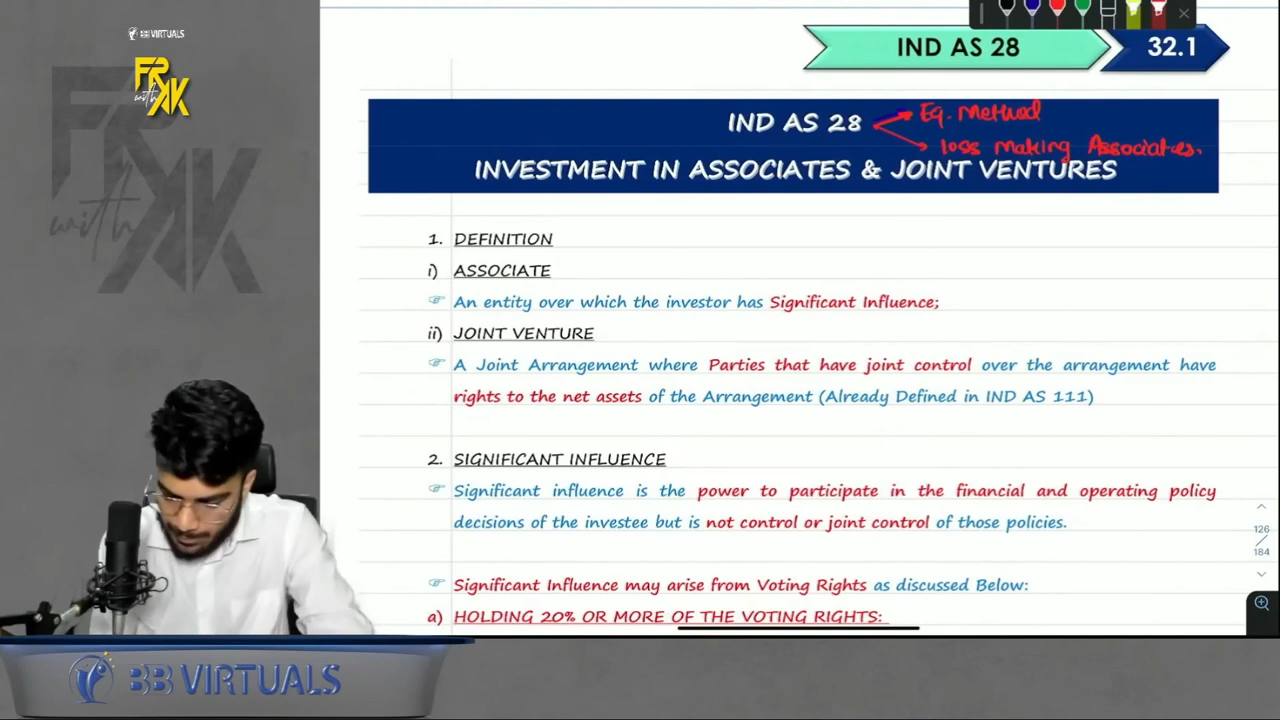 BB VIRTUALS
FR
with
AK
IND AS 28
32.1
IND AS 28
Eq. Method
loss making Associates.
INVESTMENT IN ASSOCIATES & JOINT VENTURES
1. DEFINITION
i) ASSOCIATE
☞ An entity over which the investor has Significant Influence;
ii) JOINT VENTURE
☞ A Joint Arrangement where Parties that have joint control over the arrangement have
rights to the net assets of the Arrangement (Already Defined in IND AS 111)
2. SIGNIFICANT INFLUENCE
☞ Significant influence is the power to participate in the financial and operating policy
decisions of the investee but is not control or joint control of those policies.
☞ Significant Influence may arise from Voting Rights as discussed Below:
a) HOLDING 20% OR MORE OF THE VOTING RIGHTS:
126
184
FR
with
AK
BB VIRTUALS